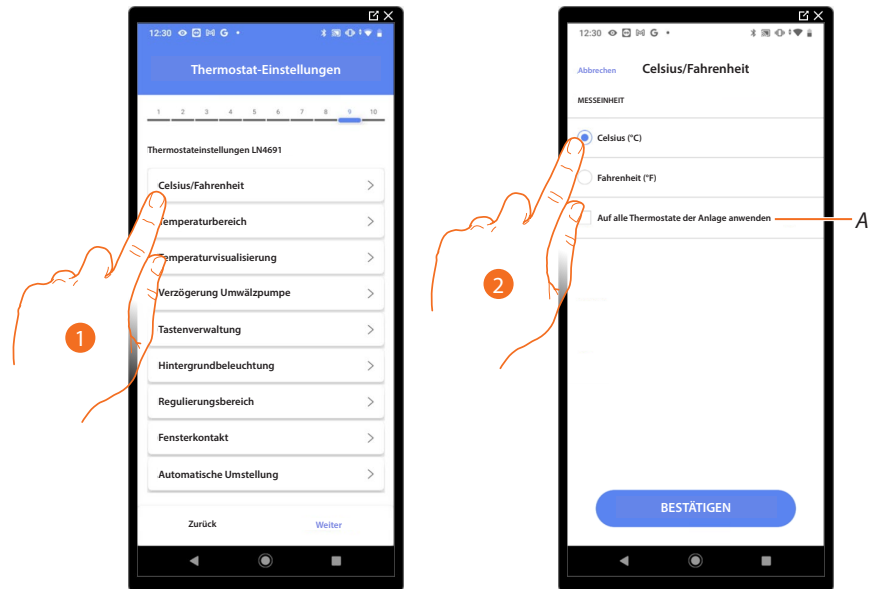 12:30 G
Thermostat-Einstellungen
1 2 3 4 5 6 7 8 9 10
Thermostateinstellungen LN4691
Celsius/Fahrenheit
Temperaturbereich
Temperaturvisualisierung
Verzögerung Umwälzpumpe
Tastenverwaltung
Hintergrundbeleuchtung
Regulierungsbereich
Fensterkontakt
Automatische Umstellung
Zurück Weiter
1
12:30 G
Abbrechen Celsius/Fahrenheit
MESSEINHEIT
Celsius (°C)
Fahrenheit (°F)
Auf alle Thermostate der Anlage anwenden
A
2
BESTÄTIGEN